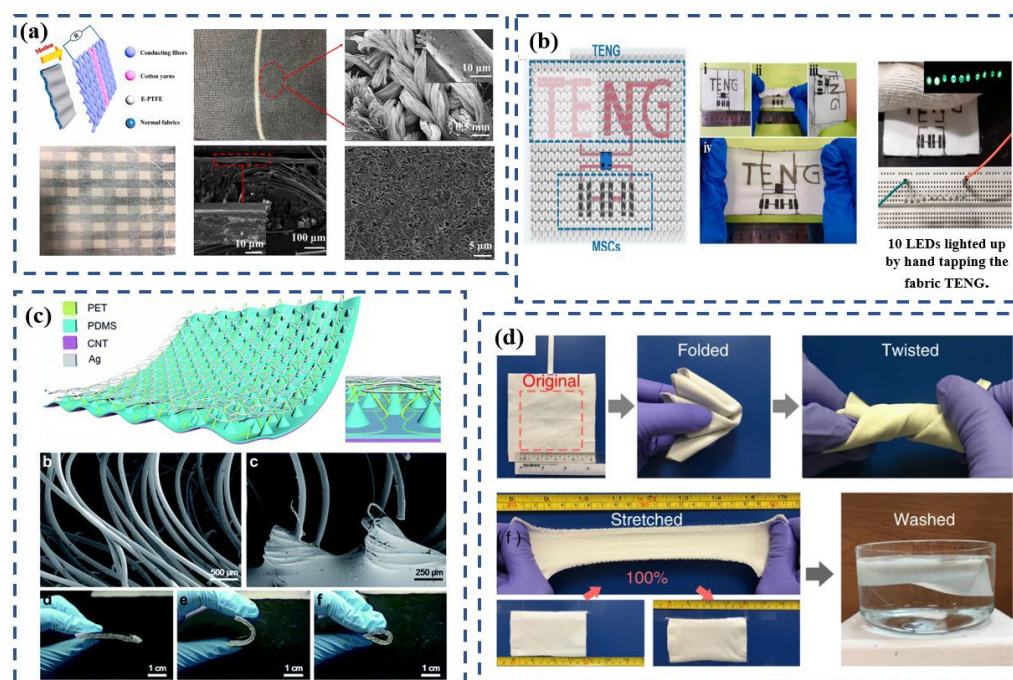 (a)
R
Motion
Conducting fibers
Cotton yarns
E-PTFE
Normal fabrics
10 μm
0.5 mm
10 μm
100 μm
5 μm
(b)
TENG
TENG
MSCs
i
ii
iii
TENG
iv
TENG
10 LEDs lighted up
by hand tapping the
fabric TENG.
(c)
PET
PDMS
CNT
Ag
b
500 μm
c
250 μm
d
1 cm
e
1 cm
f
1 cm
(d)
Original
Folded
Twisted
f )
Stretched
100%
Washed